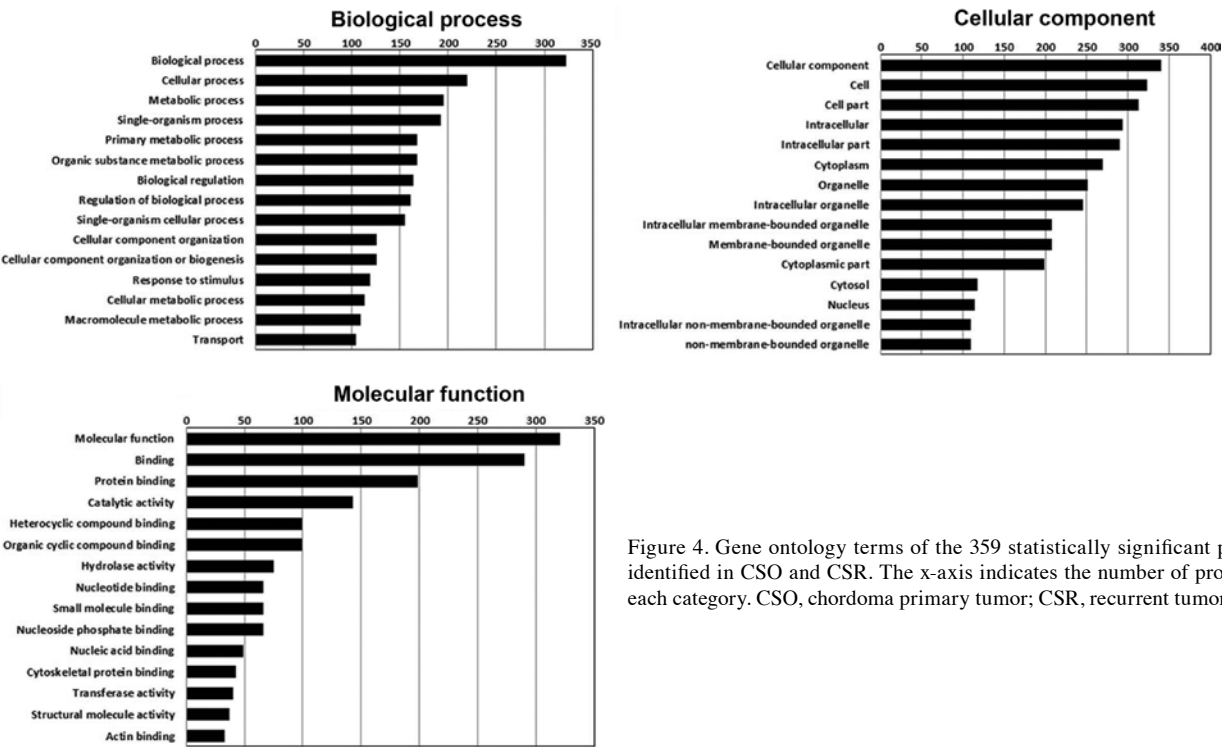 Biological process
0 50 100 150 200 250 300 350
Biological process
Cellular process
Metabolic process
Single-organism process
Primary metabolic process
Organic substance metabolic process
Biological regulation
Regulation of biological process
Single-organism cellular process
Cellular component organization
Cellular component organization or biogenesis
Response to stimulus
Cellular metabolic process
Macromolecule metabolic process
Transport
Cellular component
0 50 100 150 200 250 300 350 400
Cellular component
Cell
Cell part
Intracellular
Intracellular part
Cytoplasm
Organelle
Intracellular organelle
Intracellular membrane-bounded organelle
Membrane-bounded organelle
Cytoplasmic part
Cytosol
Nucleus
Intracellular non-membrane-bounded organelle
non-membrane-bounded organelle
Molecular function
0 50 100 150 200 250 300 350
Molecular function
Binding
Protein binding
Catalytic activity
Heterocyclic compound binding
Organic cyclic compound binding
Hydrolase activity
Nucleotide binding
Small molecule binding
Nucleoside phosphate binding
Nucleic acid binding
Cytoskeletal protein binding
Transferase activity
Structural molecule activity
Actin binding
Figure 4. Gene ontology terms of the 359 statistically significant p
identified in CSO and CSR. The x-axis indicates the number of pro
each category. CSO, chordoma primary tumor; CSR, recurrent tumor